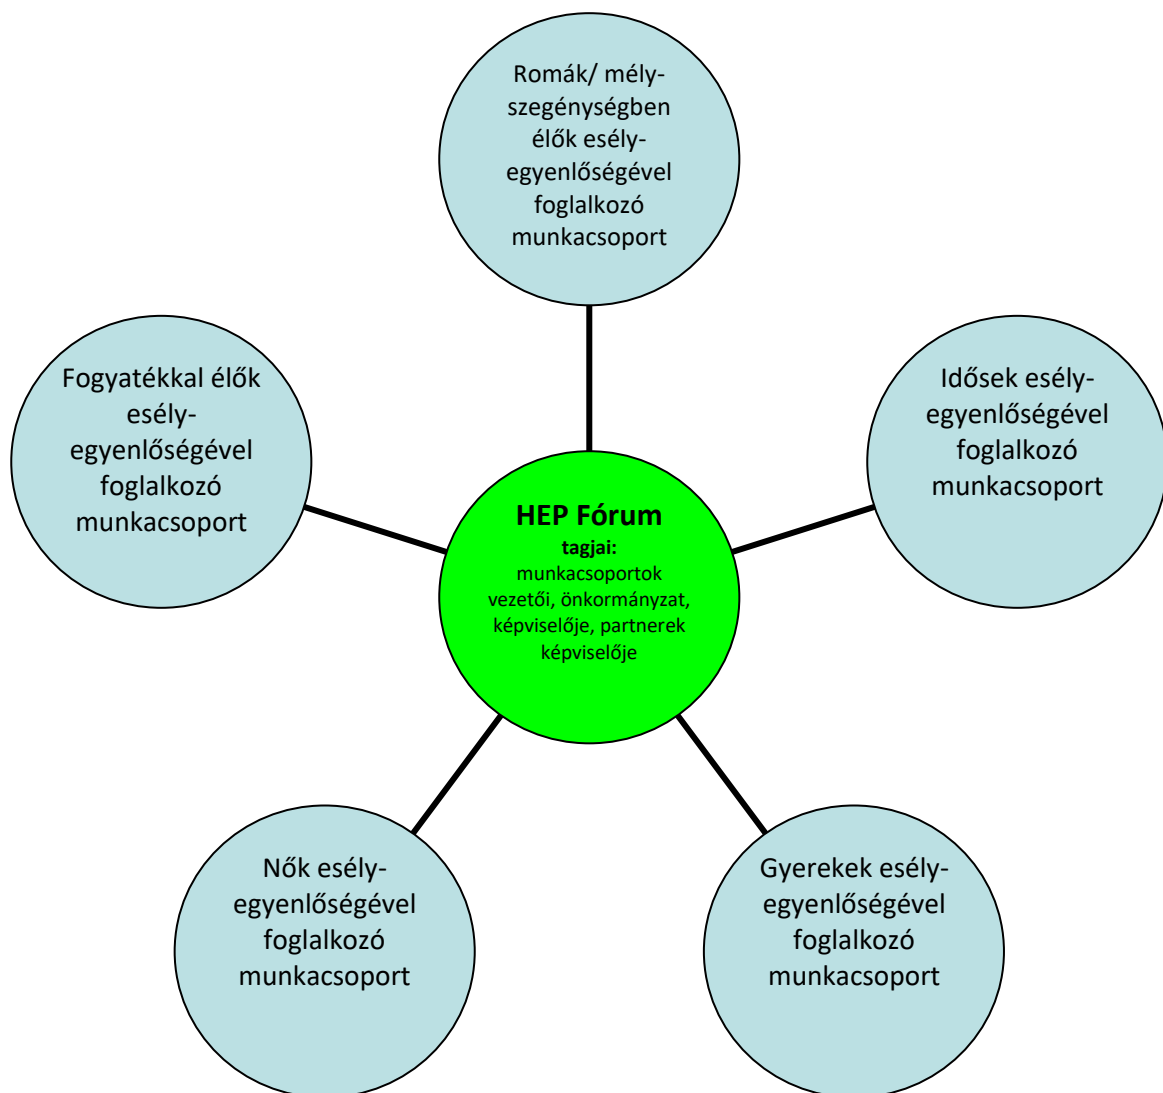 Romák/ mély-
szegénységben
élők esély-
egyenlőségével
foglalkozó
munkacsoport
Fogyatékkal élők
esély-
egyenlőségével
foglalkozó
munkacsoport
Idősek esély-
egyenlőségével
foglalkozó
munkacsoport
HEP Fórum
tagjai:
munkacsoportok
vezetői, önkormányzat,
képviselője, partnerek
képviselője
Nők esély-
egyenlőségével
foglalkozó
munkacsoport
Gyerekek esély-
egyenlőségével
foglalkozó
munkacsoport